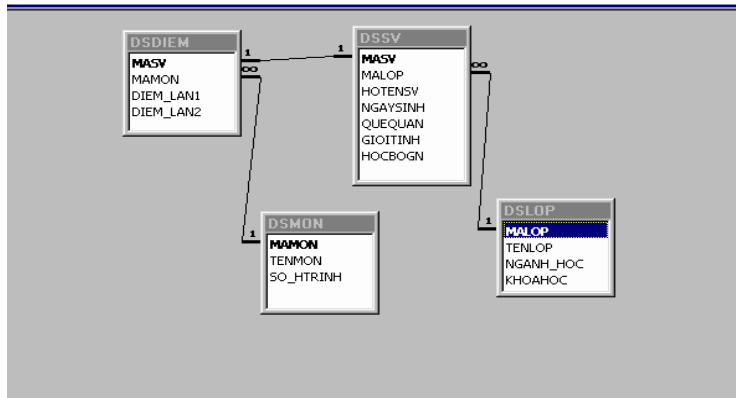 DSDIEM
MASV
MAMON
DIEM_LAN1
DIEM_LAN2
1
∞
1
DSSV
MASV
MALOP
HOTENSV
NGAYSINH
QUEQUAN
GIOITINH
HOCBOGN
∞
1
DSMON
MAMON
TENMON
SO_HTRINH
1
DSLOP
MALOP
TENLOP
NGANH_HOC
KHOAHOC